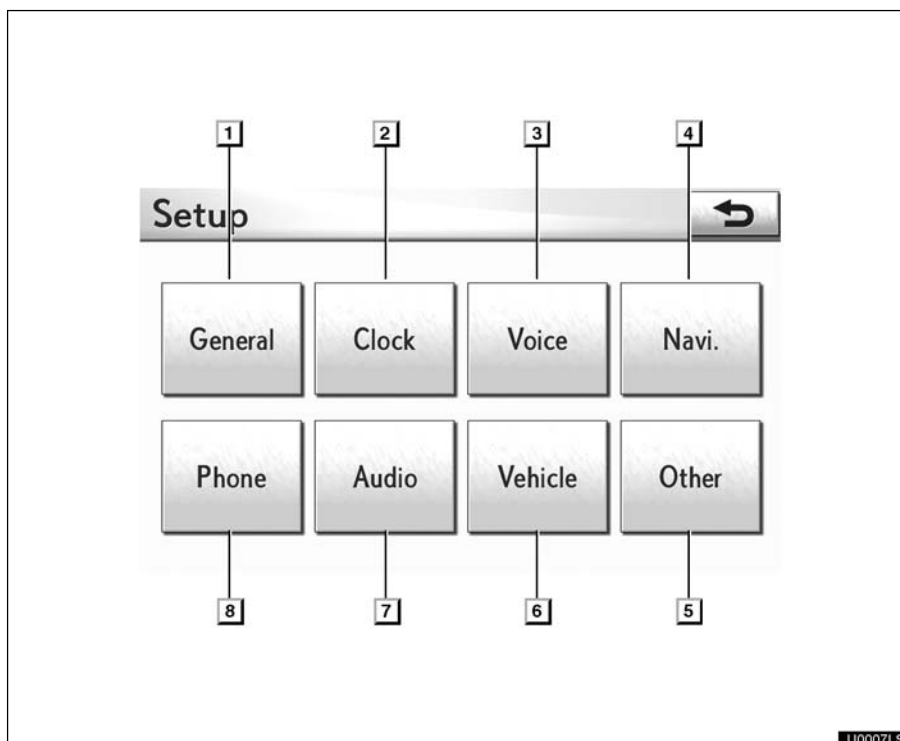 1 2 3 4
Setup
General Clock Voice Navi.
Phone Audio Vehicle Other
8 7 6 5